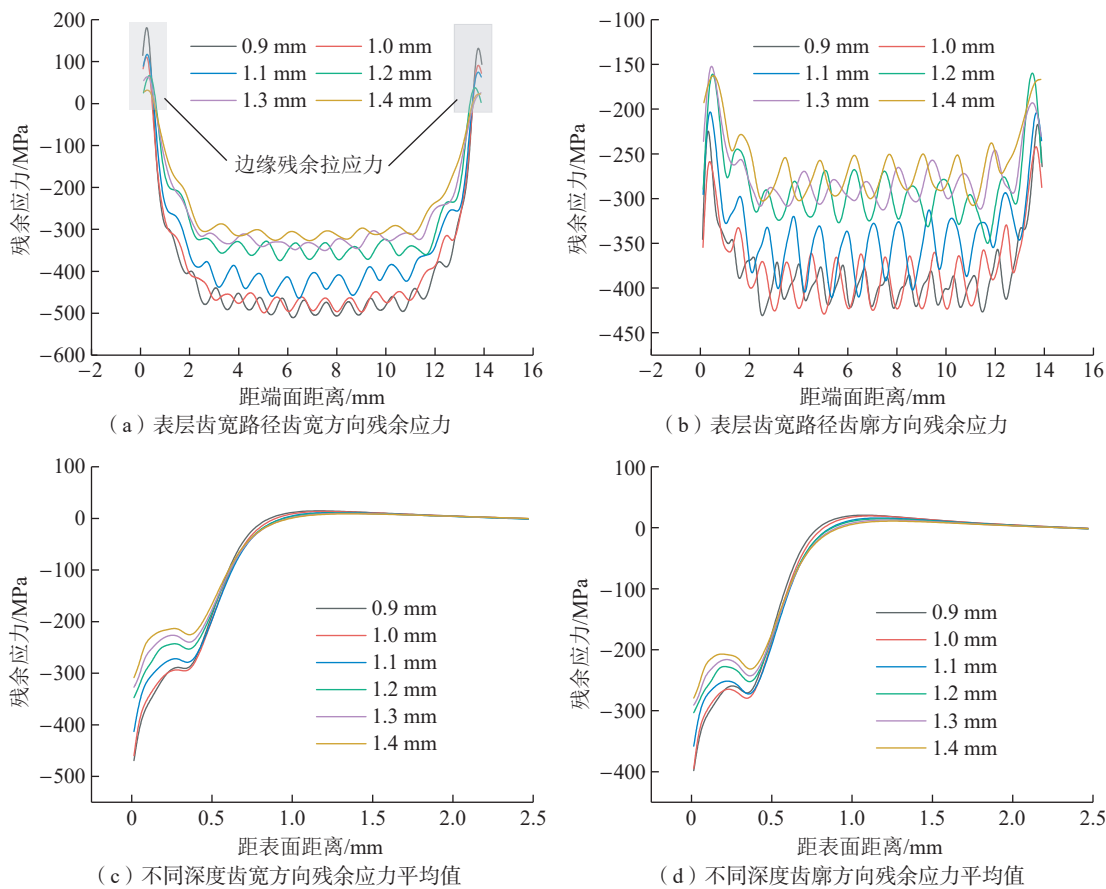 200
100
0
−100
−200
−300
−400
−500
−600
残余应力/MPa
0.9 mm 1.0 mm
1.1 mm 1.2 mm
1.3 mm 1.4 mm
边缘残余拉应力
−2 0 2 4 6 8 10 12 14 16
距端面距离/mm
（a）表层齿宽路径齿宽方向残余应力
−100
−150
−200
−250
−300
−350
−400
−450
残余应力/MPa
0.9 mm 1.0 mm
1.1 mm 1.2 mm
1.3 mm 1.4 mm
−2 0 2 4 6 8 10 12 14 16
距端面距离/mm
（b）表层齿宽路径齿廓方向残余应力
100
0
−100
−200
−300
−400
−500
残余应力/MPa
0.9 mm
1.0 mm
1.1 mm
1.2 mm
1.3 mm
1.4 mm
0 0.5 1.0 1.5 2.0 2.5
距表面距离/mm
（c）不同深度齿宽方向残余应力平均值
100
0
−100
−200
−300
−400
残余应力/MPa
0.9 mm
1.0 mm
1.1 mm
1.2 mm
1.3 mm
1.4 mm
0 0.5 1.0 1.5 2.0 2.5
距表面距离/mm
（d）不同深度齿廓方向残余应力平均值